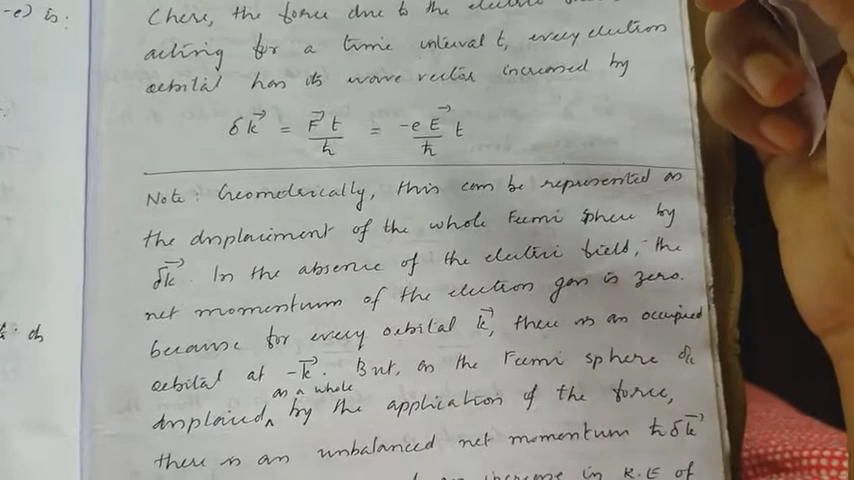 -e) is:
(here, the force due to the electric
acting for a time interval t, every electron
orbital has its wave vector increased by
δk⃗ = F⃗ t / ħ = -e E⃗ / ħ t
Note: Geometrically, this can be represented as
the displacement of the whole Fermi sphere by
δk⃗. In the absence of the electric field, the
net momentum of the electron gas is zero.
because for every orbital k⃗, there is an occupied
orbital at -k⃗. But, as the Fermi sphere is
displaced ^ as a whole by the application of the force,
there is an unbalanced net momentum ħδk⃗
increase in K.E of